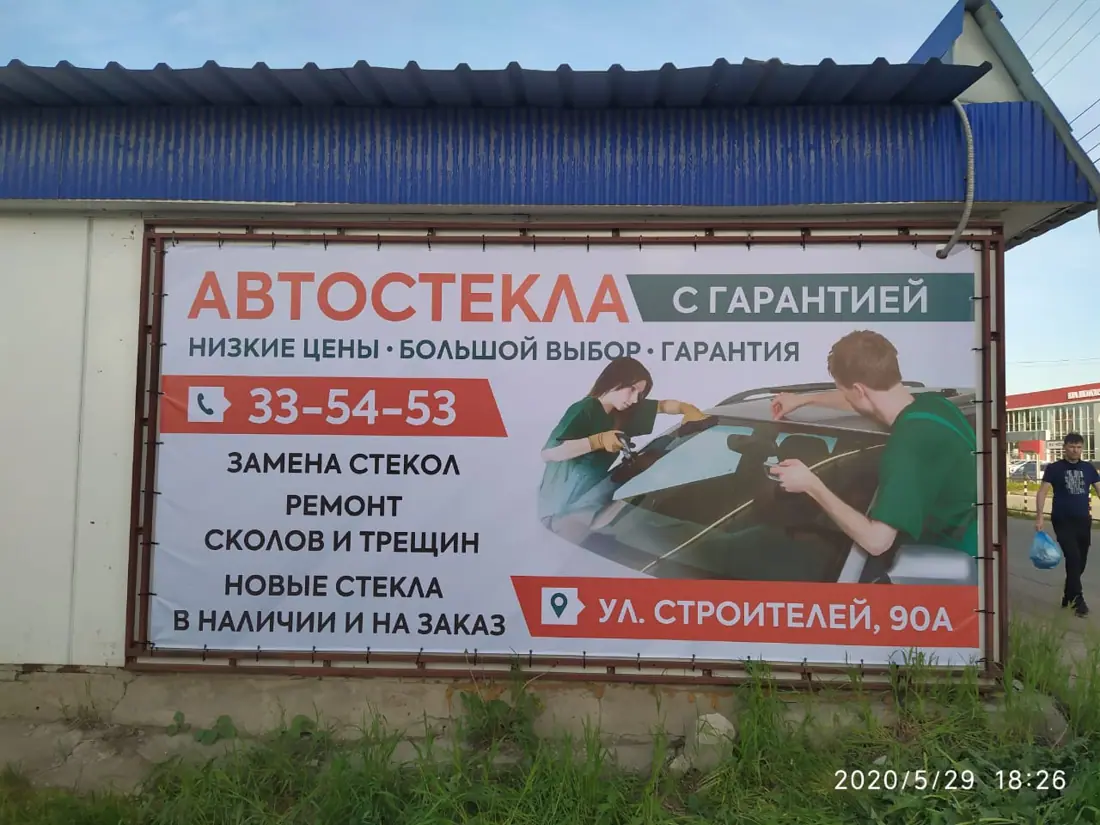 АВТОСТЕКЛА
С ГАРАНТИЕЙ
НИЗКИЕ ЦЕНЫ · БОЛЬШОЙ ВЫБОР · ГАРАНТИЯ
33-54-53
ЗАМЕНА СТЕКОЛ
РЕМОНТ
СКОЛОВ И ТРЕЩИН
НОВЫЕ СТЕКЛА
В НАЛИЧИИ И НА ЗАКАЗ
УЛ. СТРОИТЕЛЕЙ, 90А
2020/5/29 18:26